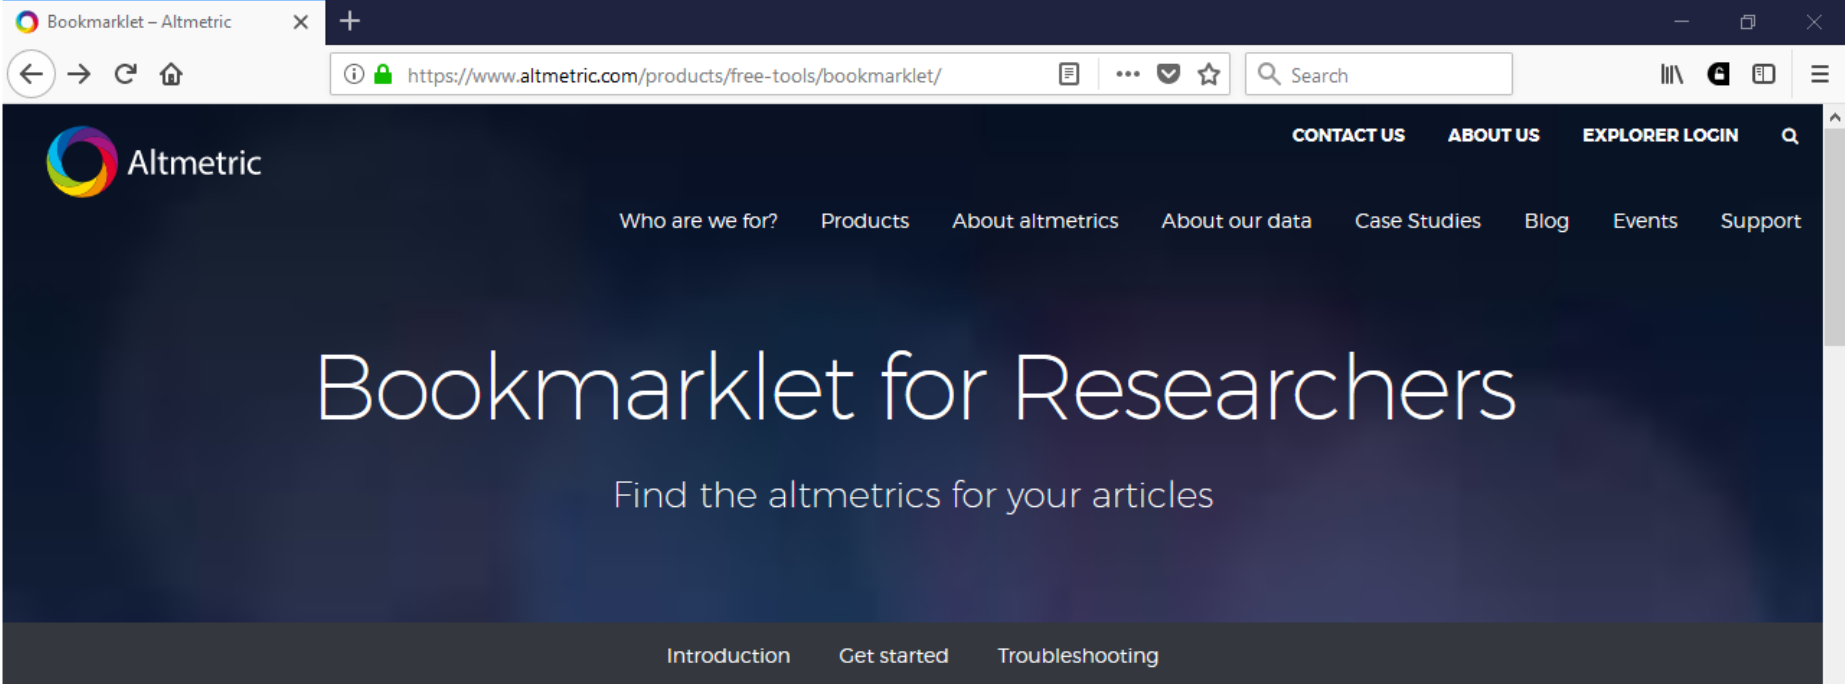 Bookmarklet – Altmetric
https://www.altmetric.com/products/free-tools/bookmarklet/
Search
Altmetric
CONTACT US ABOUT US EXPLORER LOGIN
Who are we for? Products About altmetrics About our data Case Studies Blog Events Support
Bookmarklet for Researchers
Find the altmetrics for your articles
Introduction Get started Troubleshooting